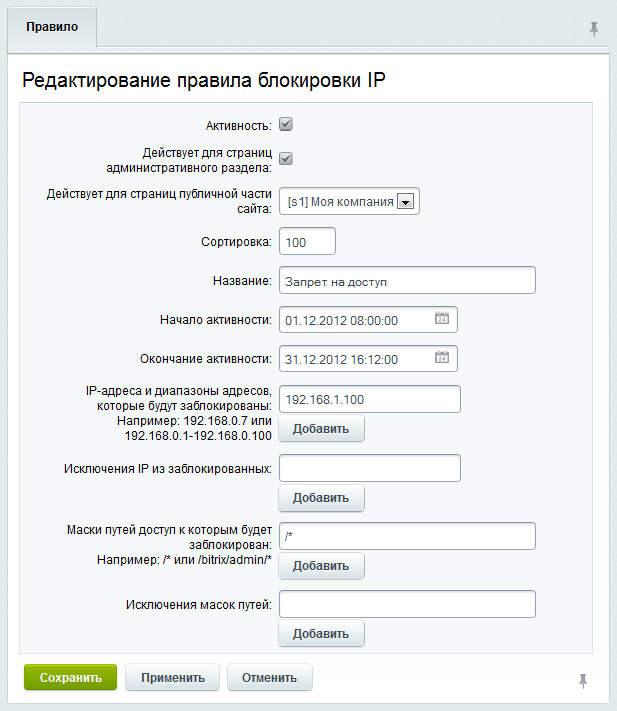 Правило
Редактирование правила блокировки IP
Активность:
Действует для страниц
административного раздела:
Действует для страниц публичной части
сайта:
[s1] Моя компания
Сортировка:
100
Название:
Запрет на доступ
Начало активности:
01.12.2012 08:00:00
24
Окончание активности:
31.12.2012 16:12:00
24
IP-адреса и диапазоны адресов,
которые будут заблокированы:
Например: 192.168.0.7 или
192.168.0.1-192.168.0.100
192.168.1.100
Добавить
Исключения IP из заблокированных:
Добавить
Маски путей доступ к которым будет
заблокирован:
Например: /* или /bitrix/admin/*
/*
Добавить
Исключения масок путей:
Добавить
Сохранить
Применить
Отменить